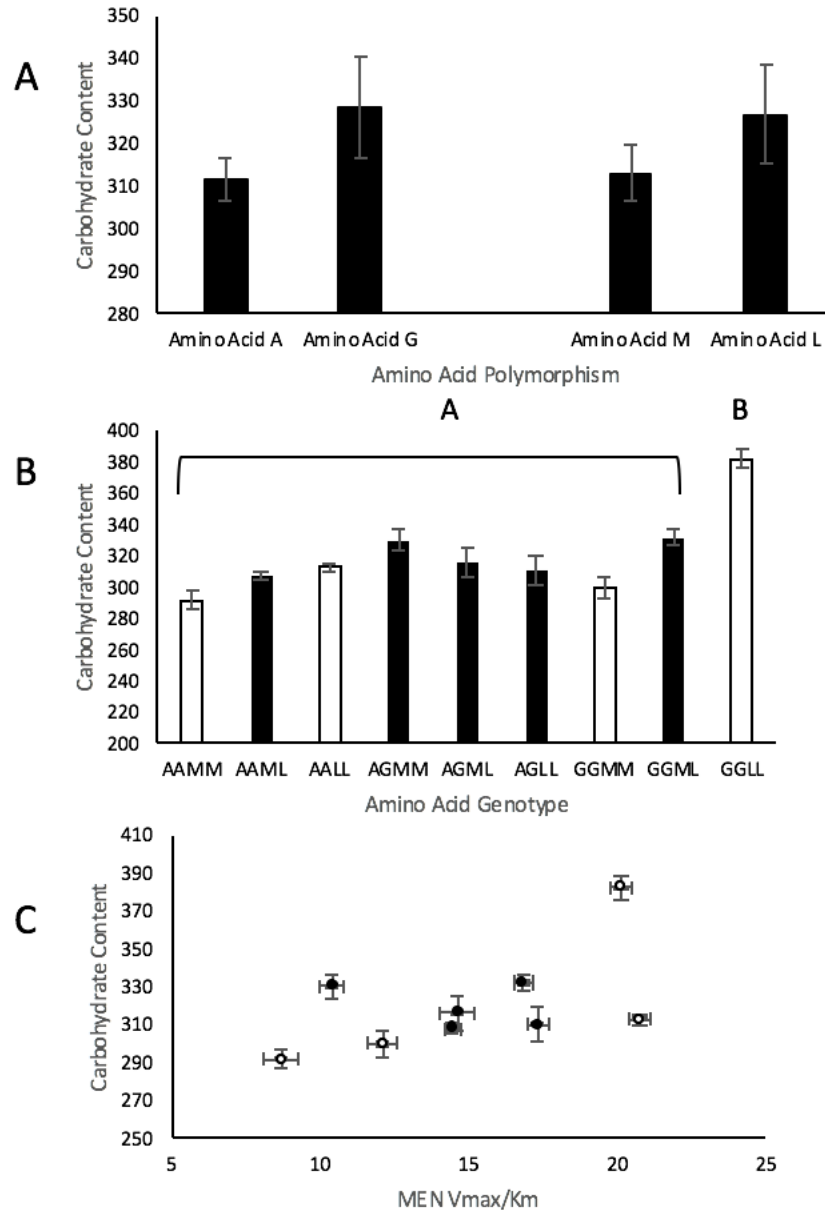 A
Carbohydrate Content
350
340
330
320
310
300
290
280
Amino Acid A Amino Acid G Amino Acid M Amino Acid L
Amino Acid Polymorphism
A B
B
Carbohydrate Content
400
380
360
340
320
300
280
260
240
220
200
AAMM AAML AALL AGMM AGML AGLL GGMM GGML GGLL
Amino Acid Genotype
C
Carbohydrate Content
410
390
370
350
330
310
290
270
250
5 10 15 20 25
MEN Vmax/Km